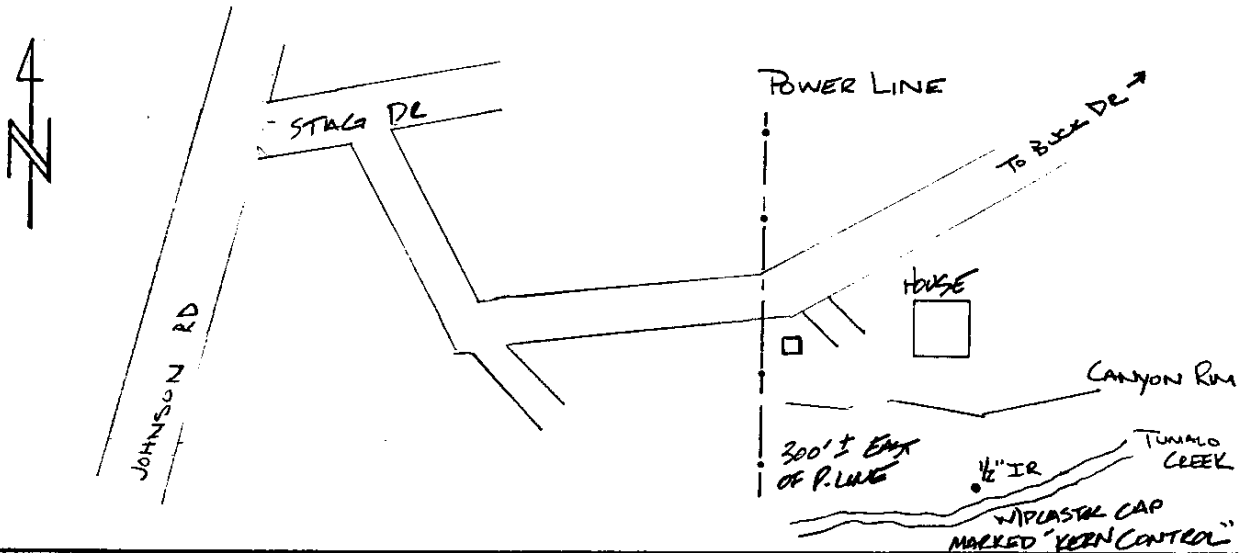 N
POWER LINE
STAG DR
TO BUCK DR
HOUSE
JOHNSON RD
CANYON RIM
300' ± EAST
OF P.LINE
1/2" IR
TUMALO
CREEK
W/PLASTIC CAP
MARKED "KERN CONTROL"